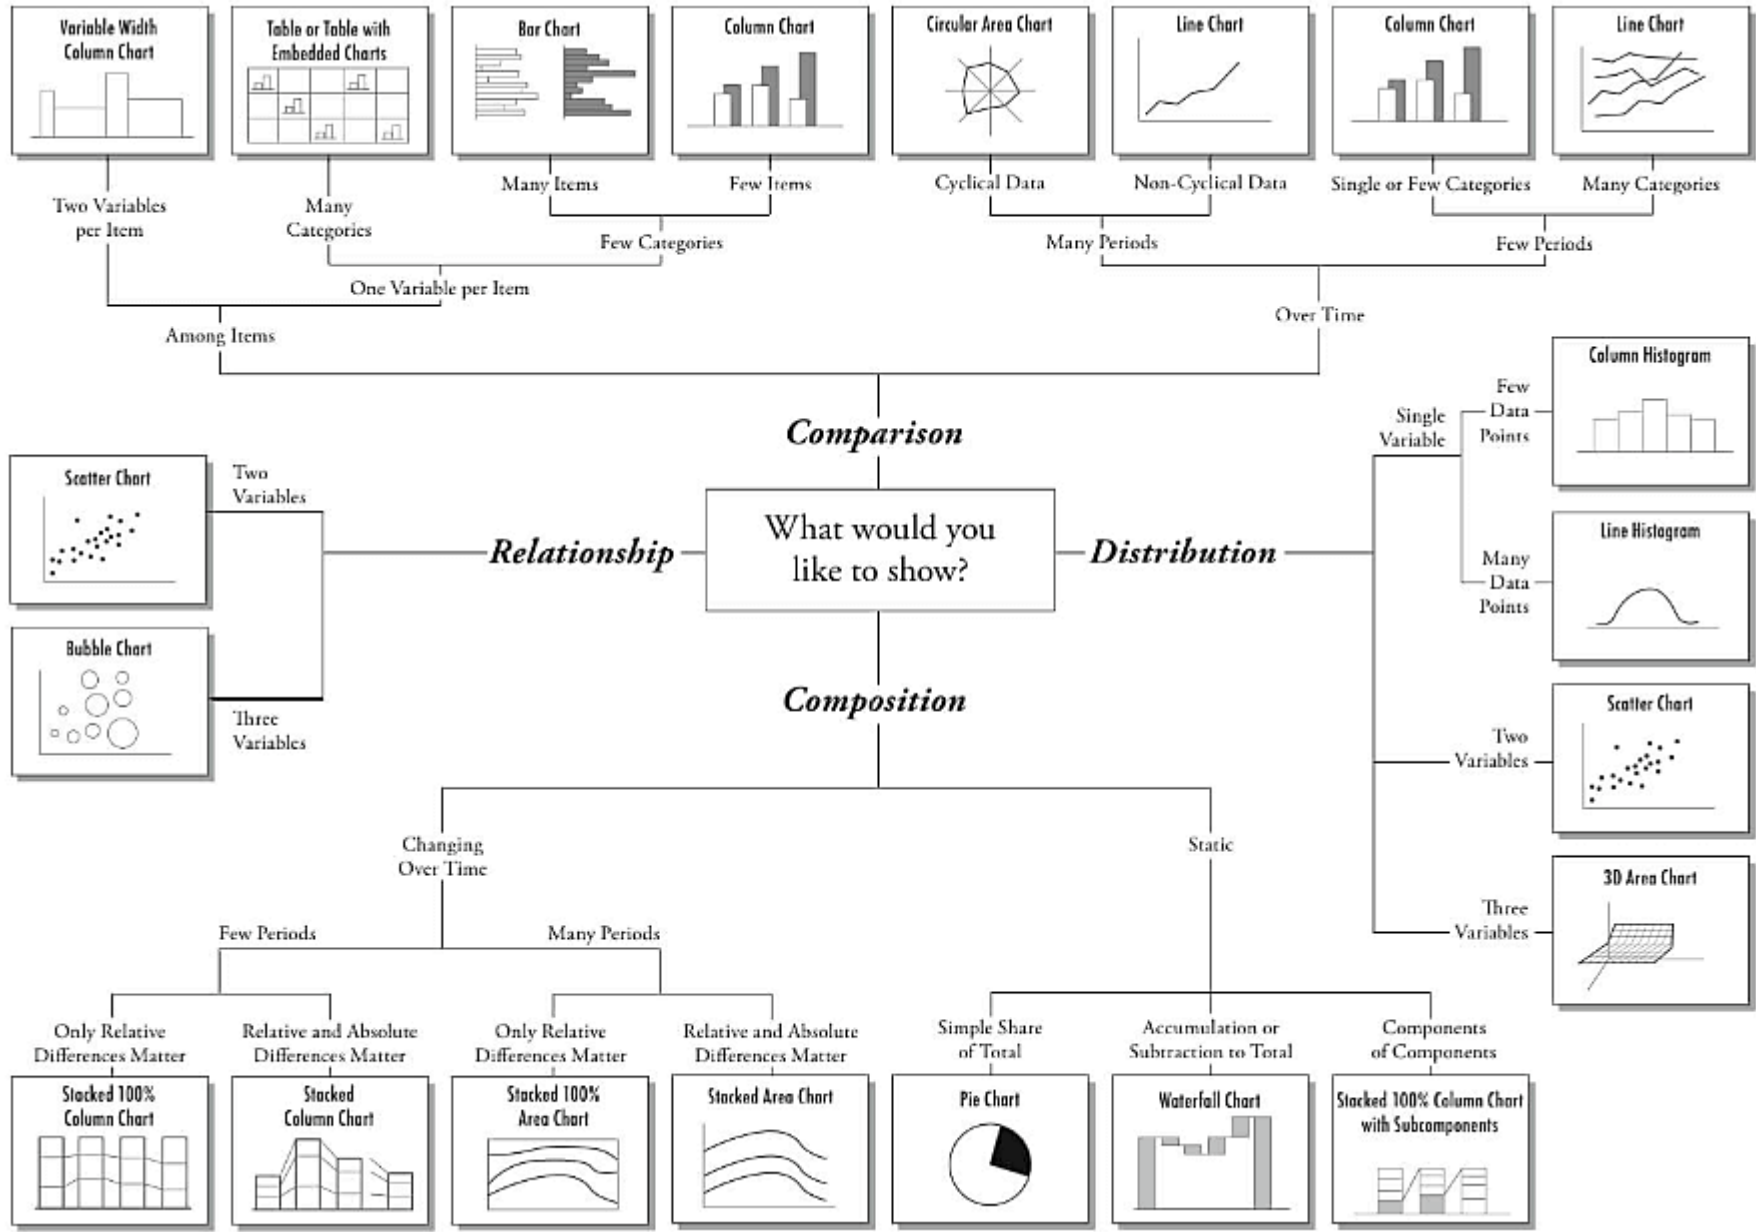 Variable Width
Column Chart
Table or Table with
Embedded Charts
Bar Chart
Column Chart
Circular Area Chart
Line Chart
Column Chart
Line Chart
Two Variables
per Item
Many
Categories
Many Items
Few Items
Cyclical Data
Non-Cyclical Data
Single or Few Categories
Many Categories
Few Categories
Many Periods
Few Periods
One Variable per Item
Among Items
Over Time
Comparison
What would you
like to show?
Relationship
Two
Variables
Scatter Chart
Three
Variables
Bubble Chart
Distribution
Single
Variable
Few
Data
Points
Column Histogram
Many
Data
Points
Line Histogram
Two
Variables
Scatter Chart
Three
Variables
3D Area Chart
Composition
Changing
Over Time
Static
Few Periods
Many Periods
Only Relative
Differences Matter
Relative and Absolute
Differences Matter
Only Relative
Differences Matter
Relative and Absolute
Differences Matter
Simple Share
of Total
Accumulation or
Subtraction to Total
Components
of Components
Stacked 100%
Column Chart
Stacked
Column Chart
Stacked 100%
Area Chart
Stacked Area Chart
Pie Chart
Waterfall Chart
Stacked 100% Column Chart
with Subcomponents